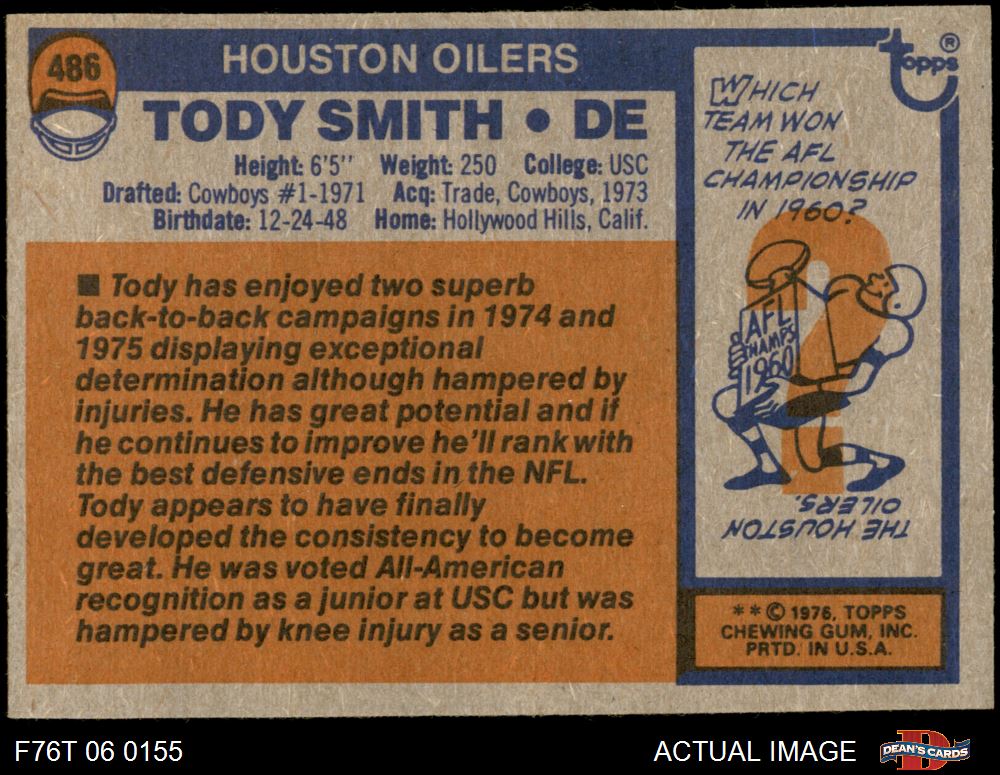 486
HOUSTON OILERS
TODY SMITH • DE
Height: 6'5'' Weight: 250 College: USC
Drafted: Cowboys #1-1971 Acq: Trade, Cowboys, 1973
Birthdate: 12-24-48 Home: Hollywood Hills, Calif.
■ Tody has enjoyed two superb
back-to-back campaigns in 1974 and
1975 displaying exceptional
determination although hampered by
injuries. He has great potential and if
he continues to improve he'll rank with
the best defensive ends in the NFL.
Tody appears to have finally
developed the consistency to become
great. He was voted All-American
recognition as a junior at USC but was
hampered by knee injury as a senior.
topps ®
WHICH
TEAM WON
THE AFL
CHAMPIONSHIP
IN 1960?
?
AFL
CHAMPS
1960
THE HOUSTON
OILERS.
**© 1976, TOPPS
CHEWING GUM, INC.
PRTD. IN U.S.A.
F76T 06 0155
ACTUAL IMAGE
D
DEAN'S CARDS